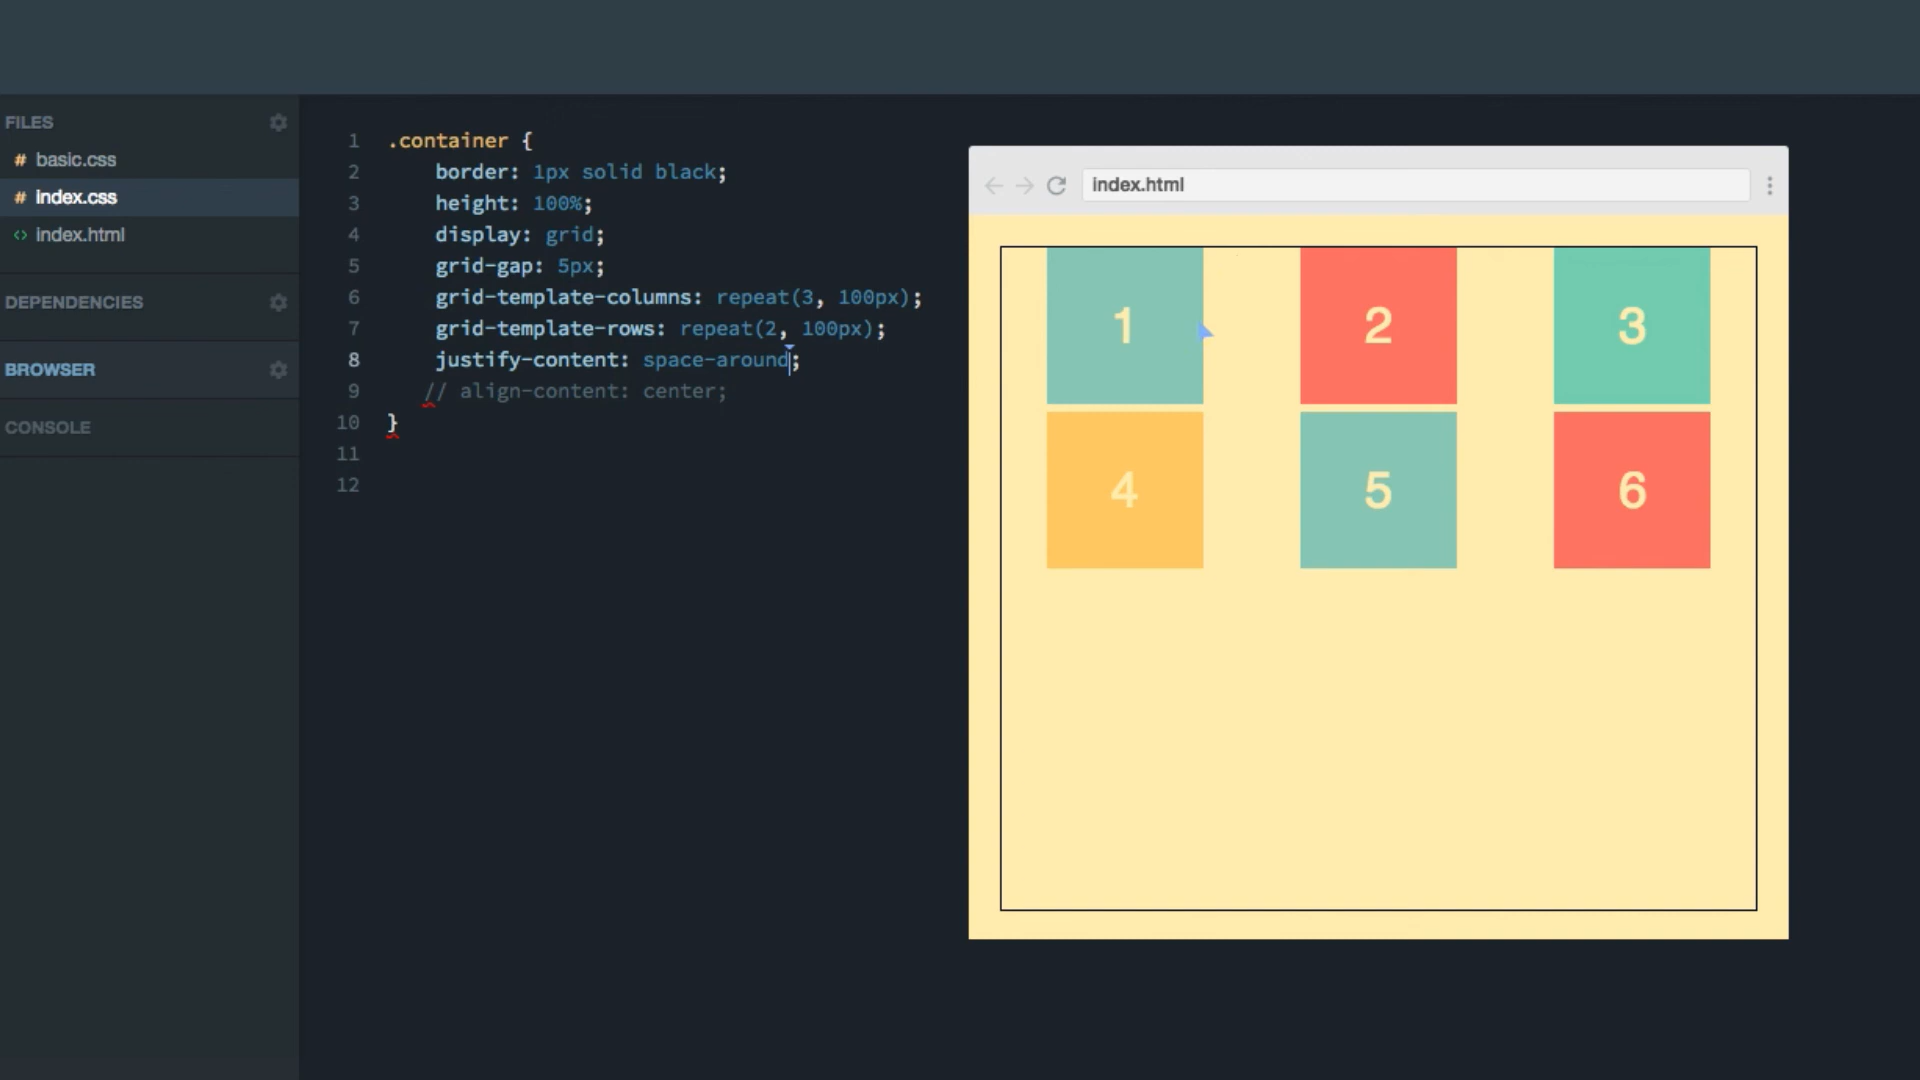 FILES
# basic.css
# index.css
<> index.html
DEPENDENCIES
BROWSER
CONSOLE
1 .container {
2 border: 1px solid black;
3 height: 100%;
4 display: grid;
5 grid-gap: 5px;
6 grid-template-columns: repeat(3, 100px);
7 grid-template-rows: repeat(2, 100px);
8 justify-content: space-around;
9 // align-content: center;
10 }
11
12
index.html
1 2 3
4 5 6